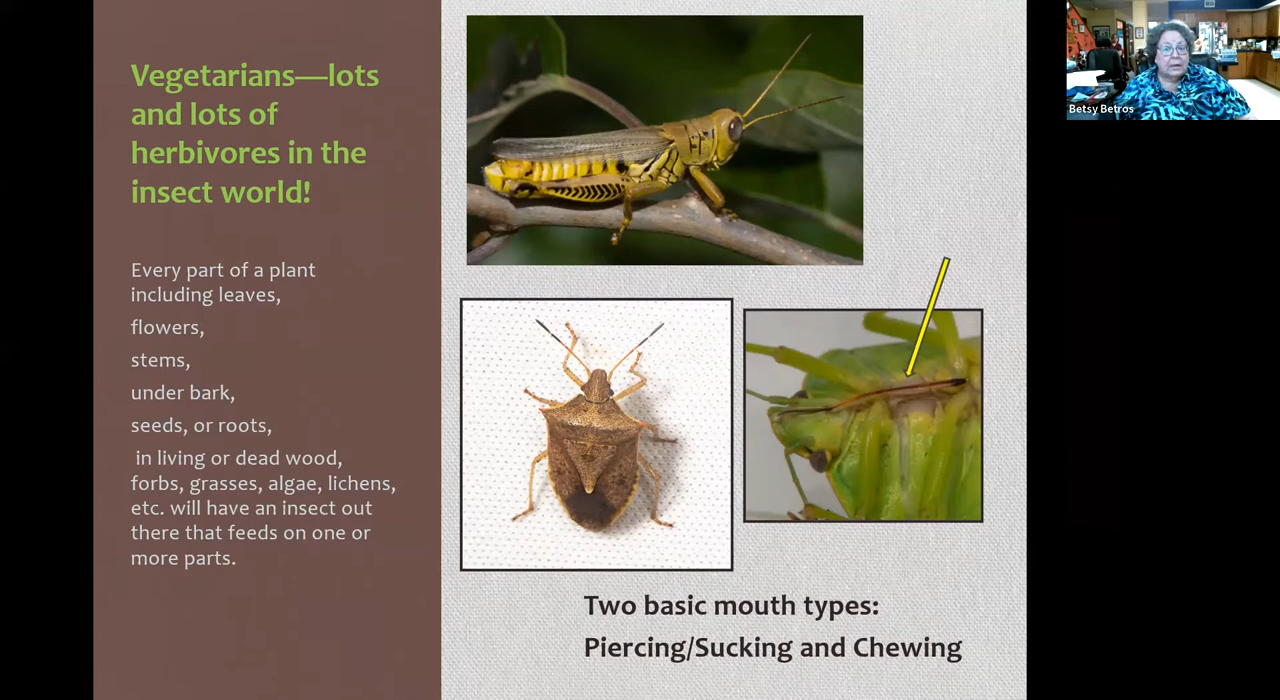 Vegetarians—lots
and lots of
herbivores in the
insect world!
Every part of a plant
including leaves,
flowers,
stems,
under bark,
seeds, or roots,
in living or dead wood,
forbs, grasses, algae, lichens,
etc. will have an insect out
there that feeds on one or
more parts.
Two basic mouth types:
Piercing/Sucking and Chewing
Betsy Betros